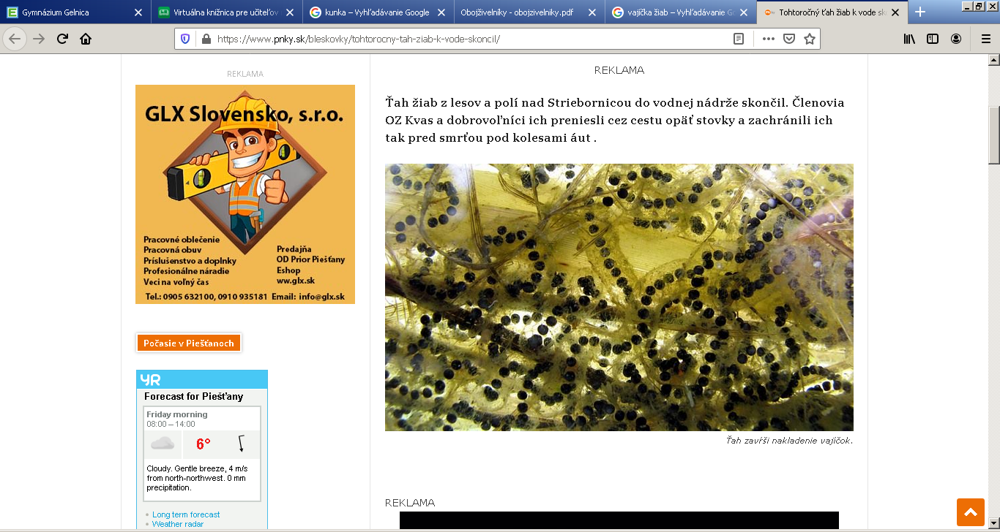 Gymnázium Gelnica
Virtuálna knižnica pre učiteľov
kunka – Vyhľadávanie Google
Obojživelníky - obojzivelniky.pdf
vajíčka žiab – Vyhľadávanie Go
Tohtoročný ťah žiab k vode sk
https://www.pnky.sk/bleskovky/tohtorocny-tah-ziab-k-vode-skoncil/
REKLAMA
GLX Slovensko, s.r.o.
Pracovné oblečenie
Pracovná obuv
Príslušenstvo a doplnky
Profesionálne náradie
Veci na voľný čas
Predajňa
OD Prior Piešťany
Eshop
ww.glx.sk
Tel.: 0905 632100, 0910 935181 Email: info@glx.sk
Počasie v Piešťanoch
YR
Forecast for Piešťany
Friday morning
08:00 – 14:00
6°
Cloudy. Gentle breeze, 4 m/s
from north-northwest. 0 mm
precipitation.
Long term forecast
Weather radar
REKLAMA
Ťah žiab z lesov a polí nad Striebornicou do vodnej nádrže skončil. Členovia
OZ Kvas a dobrovoľníci ich preniesli cez cestu opäť stovky a zachránili ich
tak pred smrťou pod kolesami áut .
Ťah zavŕši nakladenie vajíčok.
REKLAMA